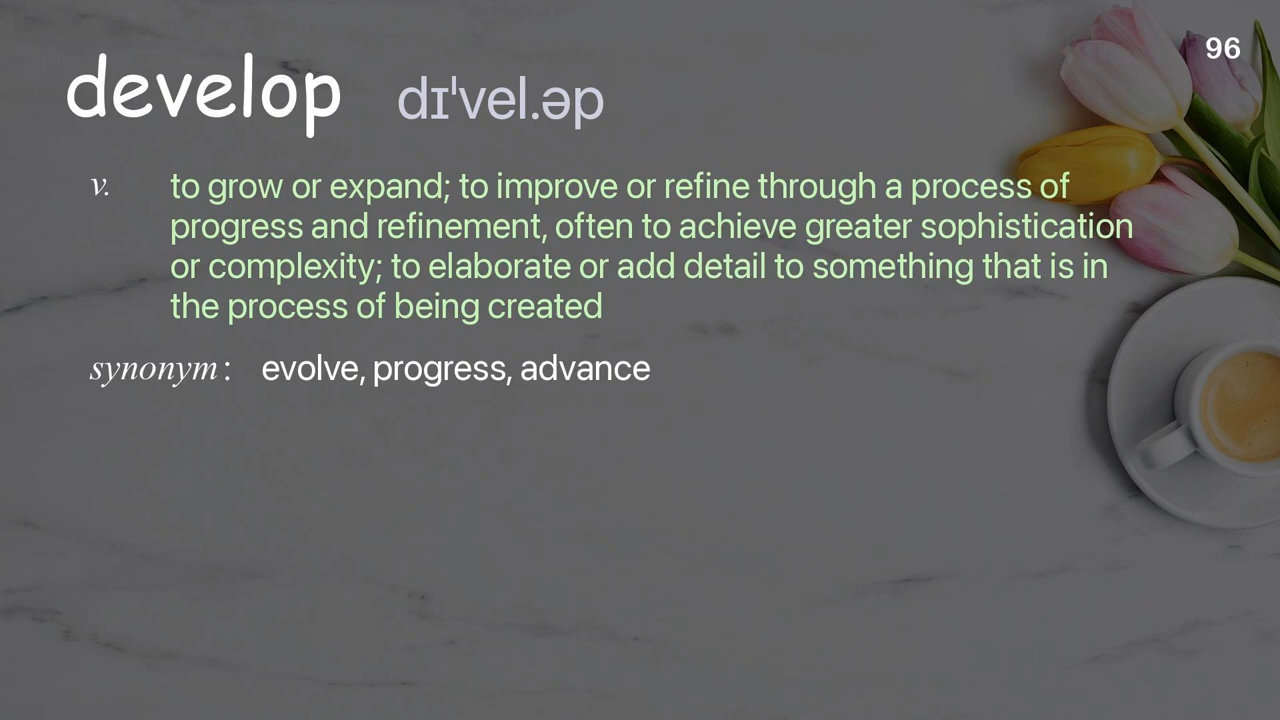 96
develop dɪˈvel.əp
v. to grow or expand; to improve or refine through a process of
progress and refinement, often to achieve greater sophistication
or complexity; to elaborate or add detail to something that is in
the process of being created
synonym: evolve, progress, advance